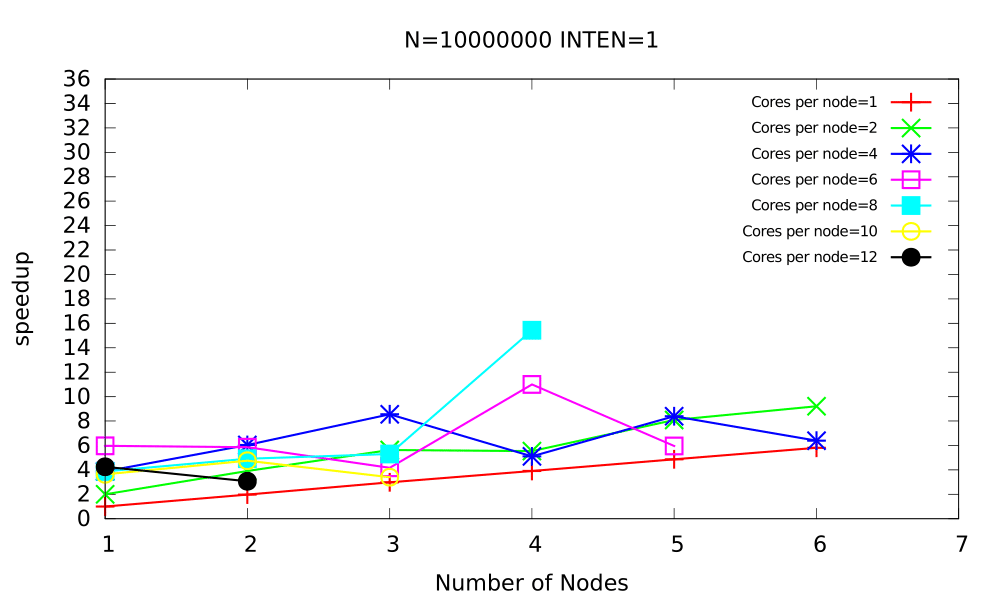 N=10000000 INTEN=1
36
34
32
30
28
26
24
22
20
18
16
14
12
10
8
6
4
2
0
speedup
Cores per node=1
Cores per node=2
Cores per node=4
Cores per node=6
Cores per node=8
Cores per node=10
Cores per node=12
1 2 3 4 5 6 7
Number of Nodes